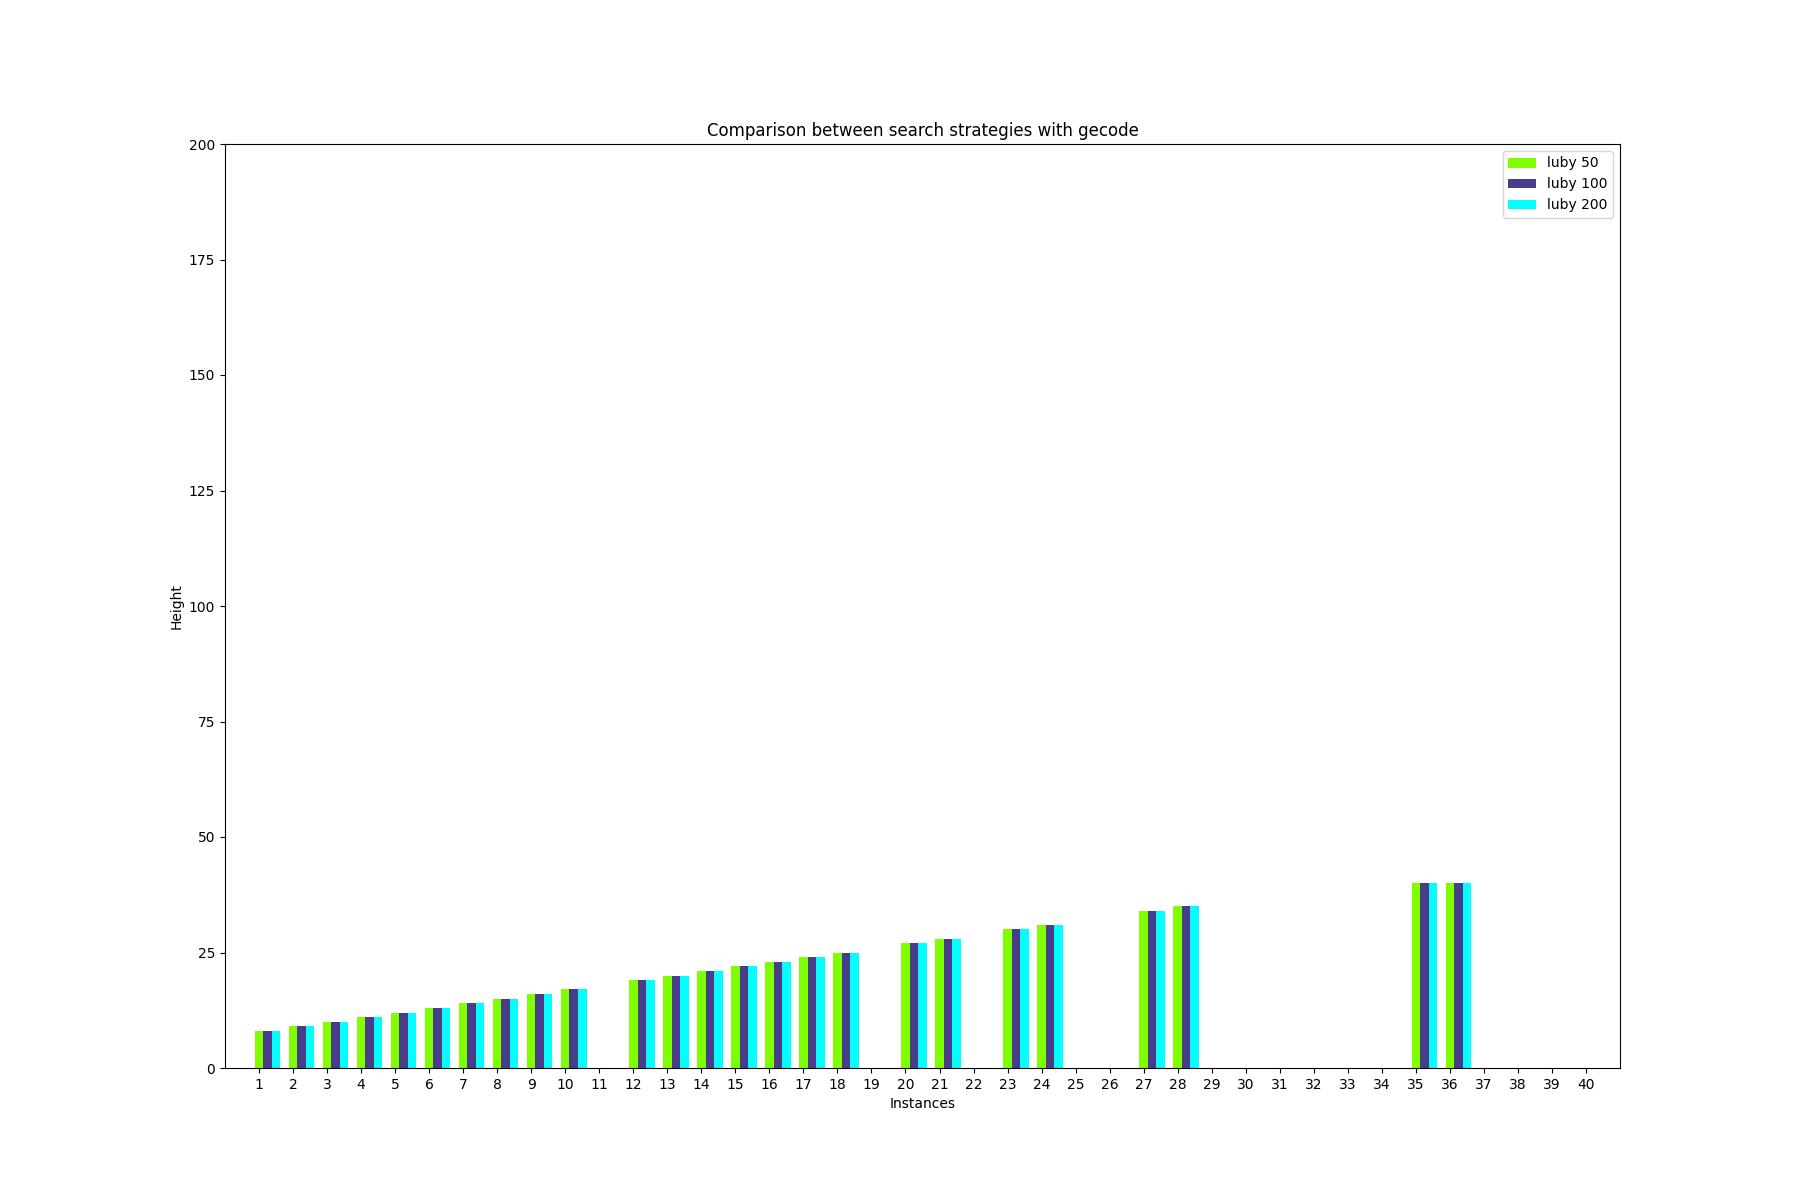 Comparison between search strategies with gecode
luby 50
luby 100
luby 200
200
175
150
125
100
75
50
25
0
Height
1 2 3 4 5 6 7 8 9 10 11 12 13 14 15 16 17 18 19 20 21 22 23 24 25 26 27 28 29 30 31 32 33 34 35 36 37 38 39 40
Instances